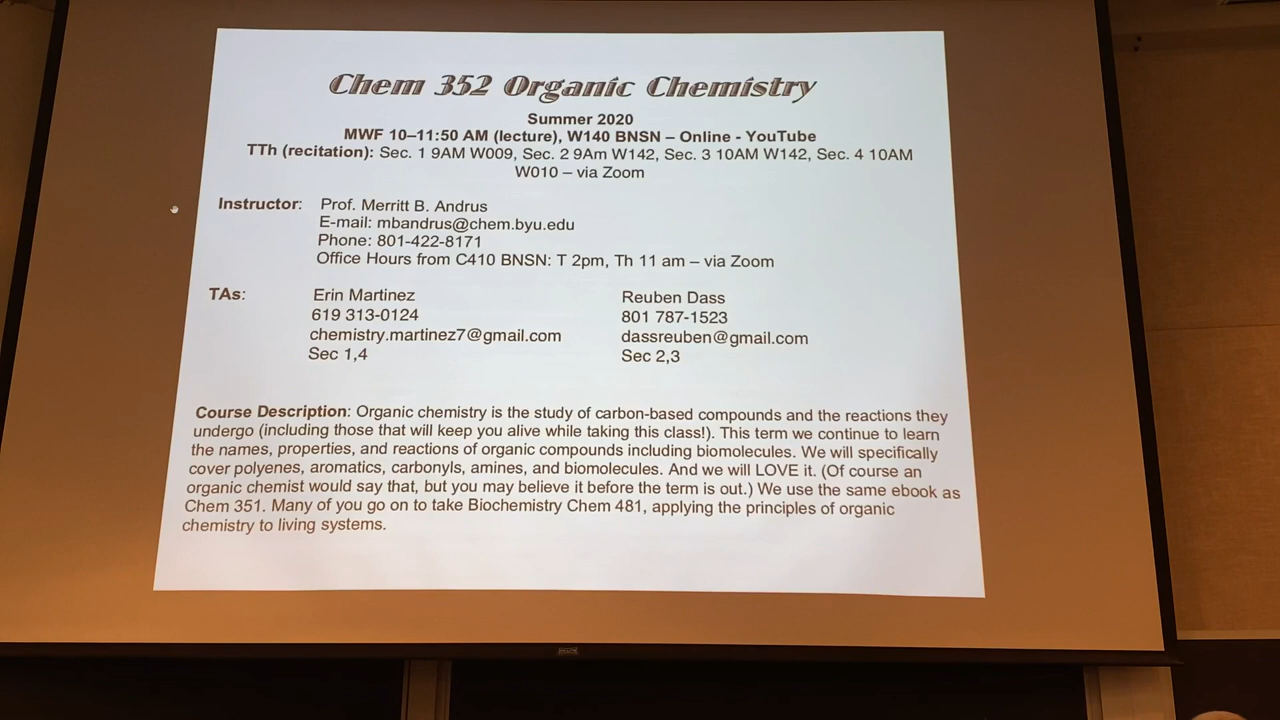 Chem 352 Organic Chemistry
Summer 2020
MWF 10–11:50 AM (lecture), W140 BNSN – Online - YouTube
TTh (recitation): Sec. 1 9AM W009, Sec. 2 9Am W142, Sec. 3 10AM W142, Sec. 4 10AM
W010 – via Zoom
Instructor: Prof. Merritt B. Andrus
E-mail: mbandrus@chem.byu.edu
Phone: 801-422-8171
Office Hours from C410 BNSN: T 2pm, Th 11 am – via Zoom
TAs: Erin Martinez Reuben Dass
619 313-0124 801 787-1523
chemistry.martinez7@gmail.com dassreuben@gmail.com
Sec 1,4 Sec 2,3
Course Description: Organic chemistry is the study of carbon-based compounds and the reactions they
undergo (including those that will keep you alive while taking this class!). This term we continue to learn
the names, properties, and reactions of organic compounds including biomolecules. We will specifically
cover polyenes, aromatics, carbonyls, amines, and biomolecules. And we will LOVE it. (Of course an
organic chemist would say that, but you may believe it before the term is out.) We use the same ebook as
Chem 351. Many of you go on to take Biochemistry Chem 481, applying the principles of organic
chemistry to living systems.